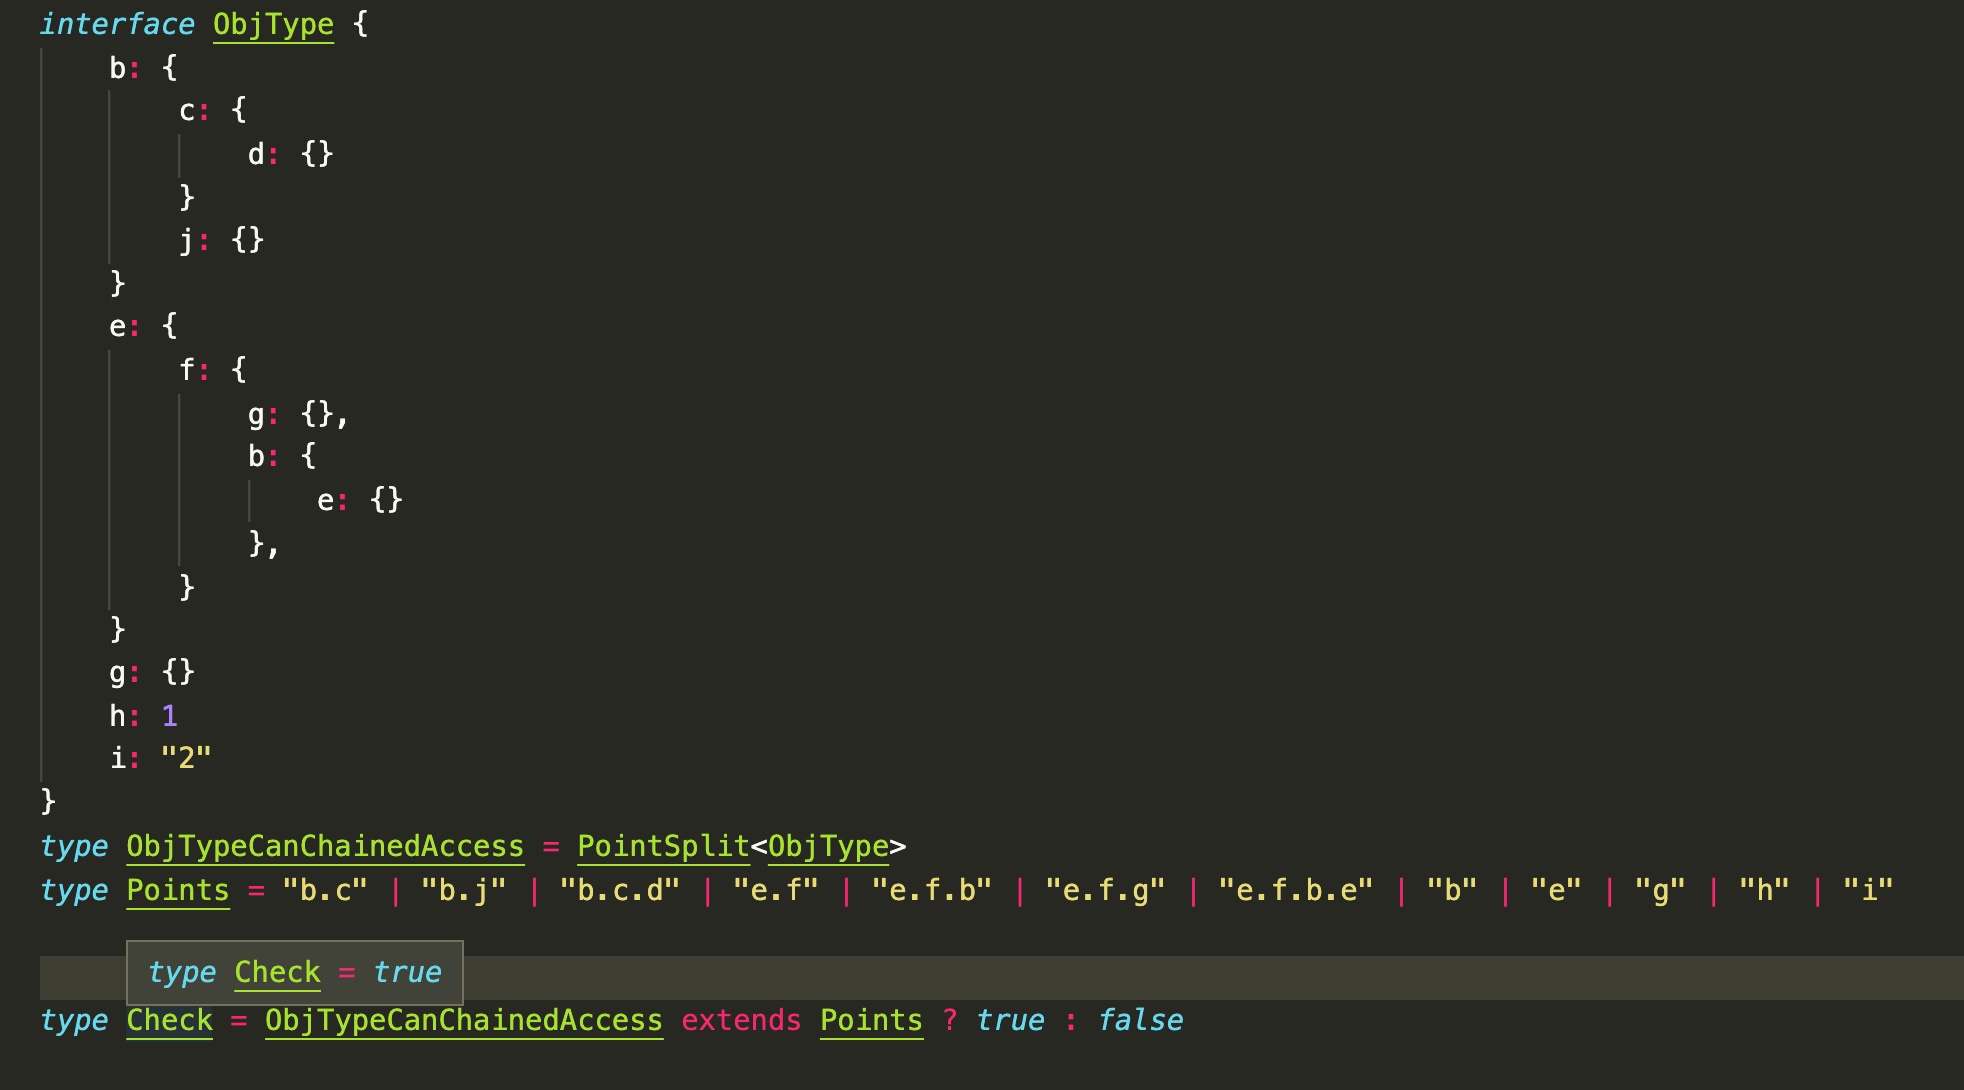 interface ObjType {
    b: {
        c: {
            d: {}
        }
        j: {}
    }
    e: {
        f: {
            g: {},
            b: {
                e: {}
            },
        }
    }
    g: {}
    h: 1
    i: "2"
}
type ObjTypeCanChainedAccess = PointSplit<ObjType>
type Points = "b.c" | "b.j" | "b.c.d" | "e.f" | "e.f.b" | "e.f.g" | "e.f.b.e" | "b" | "e" | "g" | "h" | "i"
type Check = true
type Check = ObjTypeCanChainedAccess extends Points ? true : false